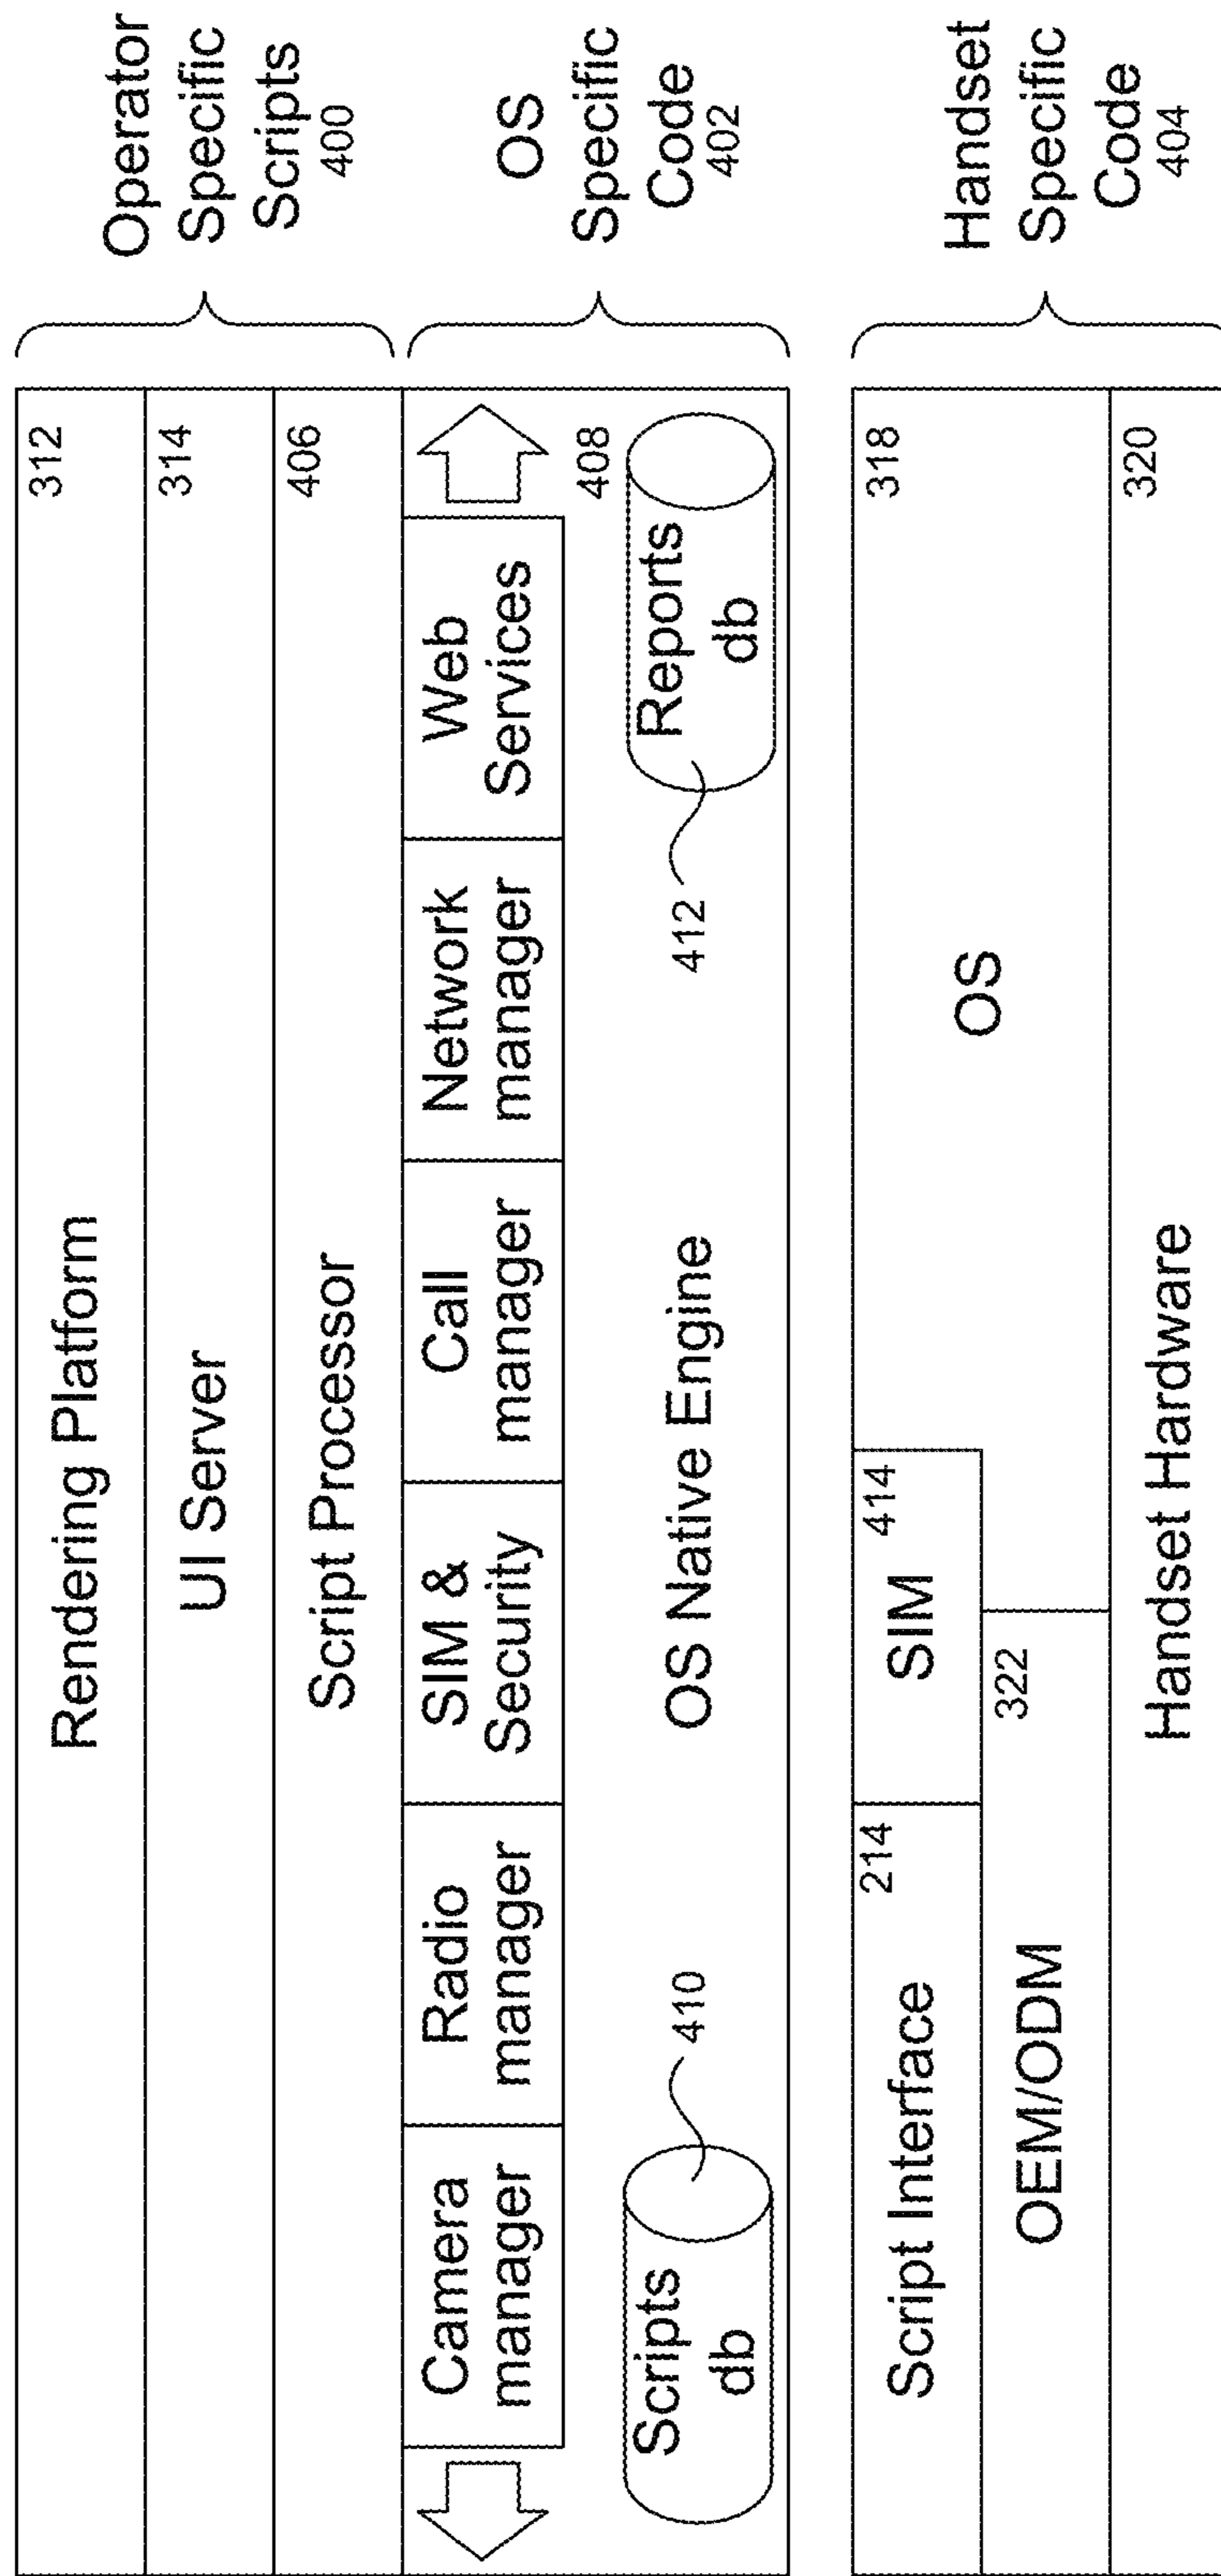 Rendering Platform
312
Operator
Specific
Scripts
400
UI Server
314
Script Processor
406
Camera
manager
Radio
manager
SIM &
Security
Call
manager
Network
manager
Web
Services
OS
Specific
Code
402
408
Scripts
db
410
OS Native Engine
412
Reports
db
Script Interface
214
SIM
414
OS
318
Handset
Specific
Code
404
OEM/ODM
322
Handset Hardware
320